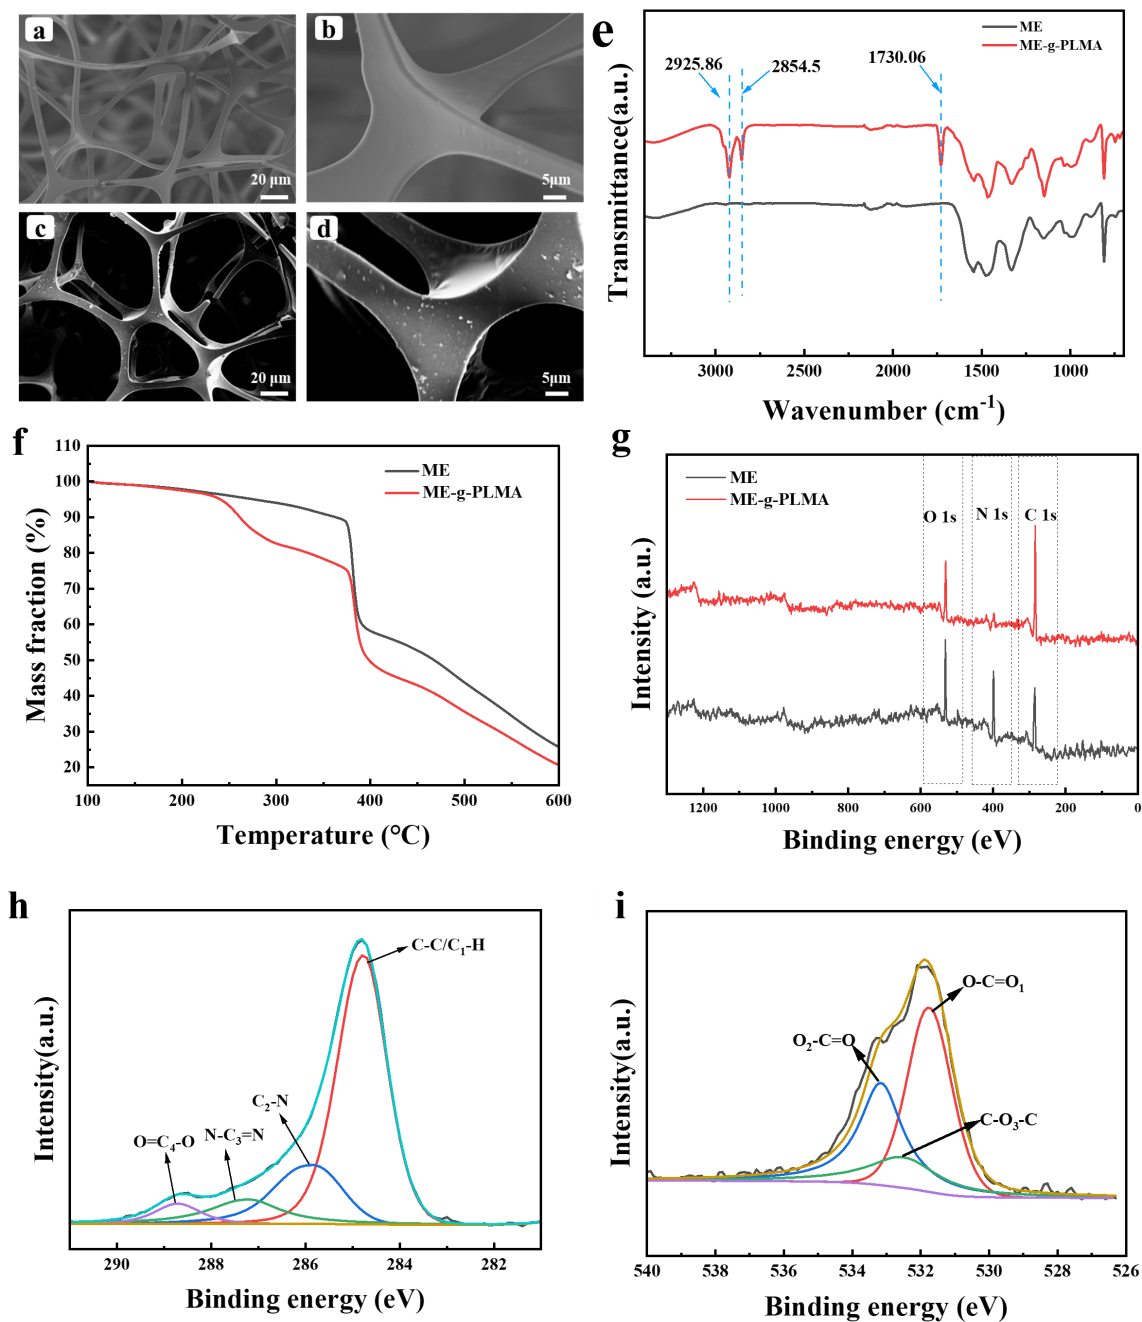 a
20 μm
b
5μm
c
20 μm
d
5μm
e
ME
ME-g-PLMA
2925.86
2854.5
1730.06
Transmittance(a.u.)
3000 2500 2000 1500 1000
Wavenumber (cm-1)
f
ME
ME-g-PLMA
110
100
90
80
70
60
50
40
30
20
Mass fraction (%)
100 200 300 400 500 600
Temperature (°C)
g
ME
ME-g-PLMA
O 1s
N 1s
C 1s
Intensity (a.u.)
1200 1000 800 600 400 200 0
Binding energy (eV)
h
C-C/C1-H
C2-N
N-C3=N
O=C4-O
Intensity(a.u.)
290 288 286 284 282
Binding energy (eV)
i
O-C=O1
O2-C=O
C-O3-C
Intensity(a.u.)
540 538 536 534 532 530 528 526
Binding energy (eV)